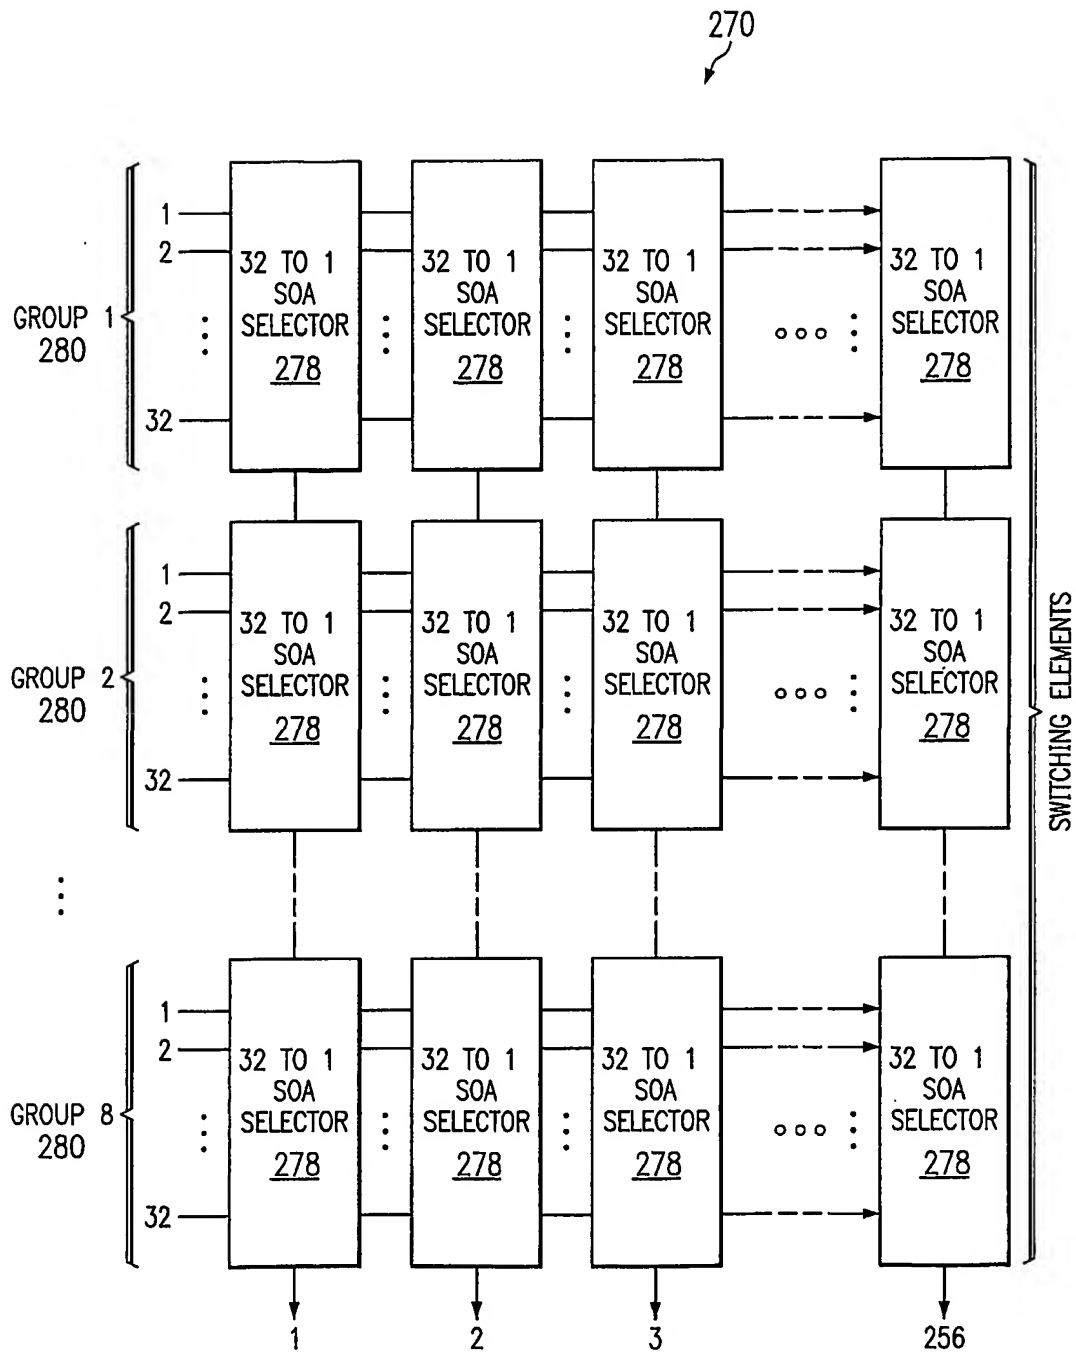 270
GROUP 1
280
1
2
32
32 TO 1
SOA
SELECTOR
278
32 TO 1
SOA
SELECTOR
278
32 TO 1
SOA
SELECTOR
278
32 TO 1
SOA
SELECTOR
278
GROUP 2
280
1
2
32
32 TO 1
SOA
SELECTOR
278
32 TO 1
SOA
SELECTOR
278
32 TO 1
SOA
SELECTOR
278
32 TO 1
SOA
SELECTOR
278
SWITCHING ELEMENTS
GROUP 8
280
1
2
32
32 TO 1
SOA
SELECTOR
278
32 TO 1
SOA
SELECTOR
278
32 TO 1
SOA
SELECTOR
278
32 TO 1
SOA
SELECTOR
278
1
2
3
256